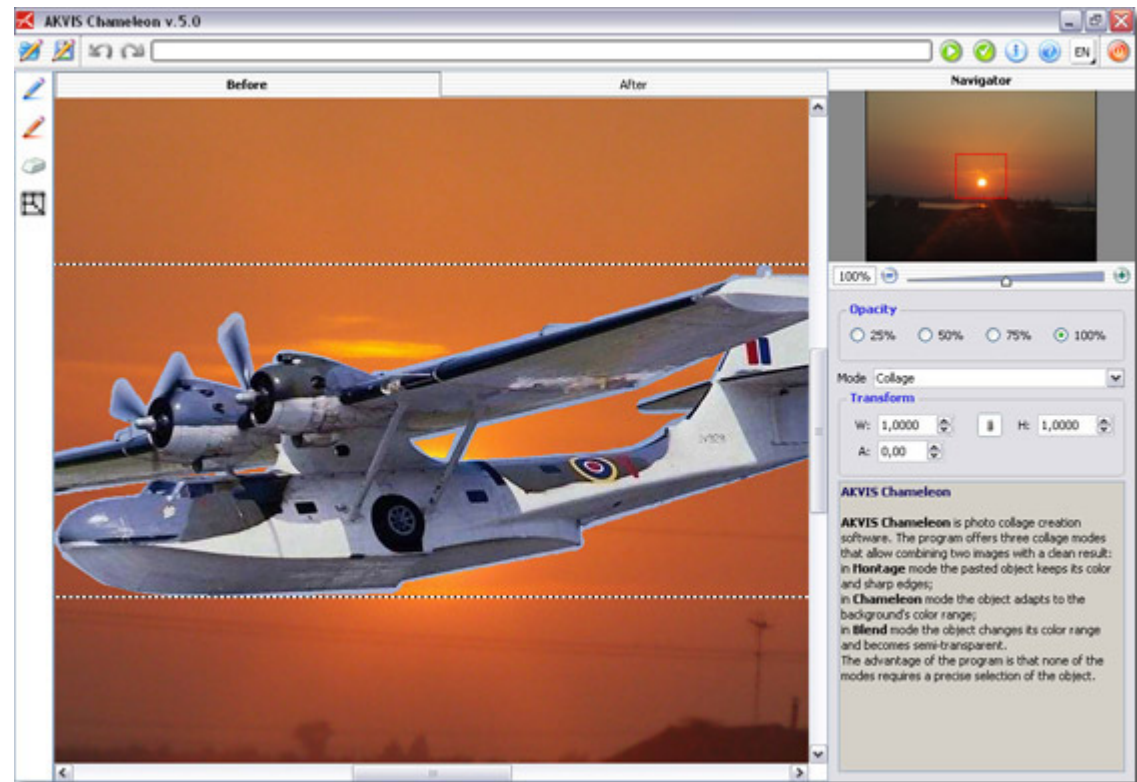 AKVIS Chameleon v.5.0
EN
Before
After
Navigator
100%
Opacity
25% 50% 75% 100%
Mode Collage
Transform
W: 1,0000 H: 1,0000
A: 0,00
AKVIS Chameleon
AKVIS Chameleon is photo collage creation
software. The program offers three collage modes
that allow combining two images with a clean result:
in Montage mode the pasted object keeps its color
and sharp edges;
in Chameleon mode the object adapts to the
background's color range;
in Blend mode the object changes its color range
and becomes semi-transparent.
The advantage of the program is that none of the
modes requires a precise selection of the object.